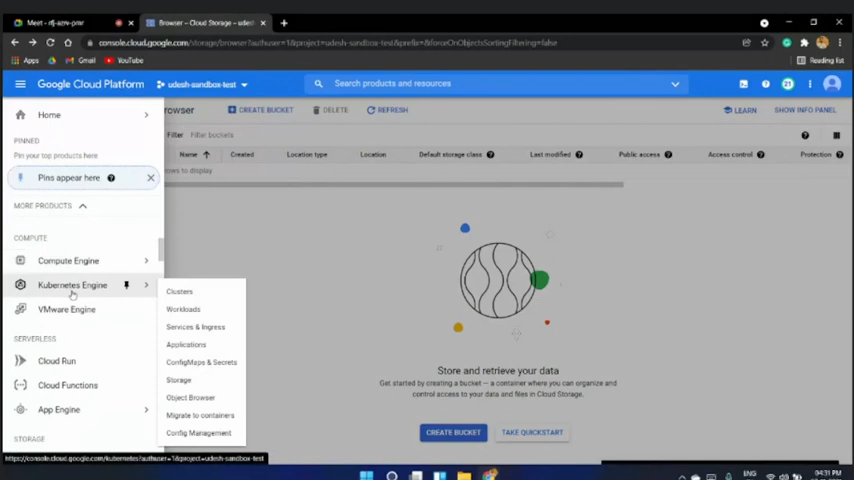 Meet - rfj-aznv-pmr
Browser – Cloud Storage – udesh
console.cloud.google.com/storage/browser?authuser=1&project=udesh-sandbox-test&prefix=&forceOnObjectsSortingFiltering=false
Apps
Gmail
YouTube
Reading list
Google Cloud Platform
udesh-sandbox-test
Search products and resources
21
Home
rowser
CREATE BUCKET
DELETE
REFRESH
LEARN
SHOW INFO PANEL
PINNED
Pin your top products here
Filter
Filter buckets
Name
Created
Location type
Location
Default storage class
Last modified
Public access
Access control
Protection
ows to display
Pins appear here
MORE PRODUCTS
COMPUTE
Compute Engine
Kubernetes Engine
VMware Engine
Clusters
Workloads
Services & Ingress
Applications
ConfigMaps & Secrets
Storage
Object Browser
Migrate to containers
Config Management
SERVERLESS
Cloud Run
Cloud Functions
App Engine
STORAGE
Store and retrieve your data
Get started by creating a bucket — a container where you can organize and
control access to your data and files in Cloud Storage.
CREATE BUCKET
TAKE QUICKSTART
https://console.cloud.google.com/kubernetes?authuser=1&project=udesh-sandbox-test
ENG
04:31 PM